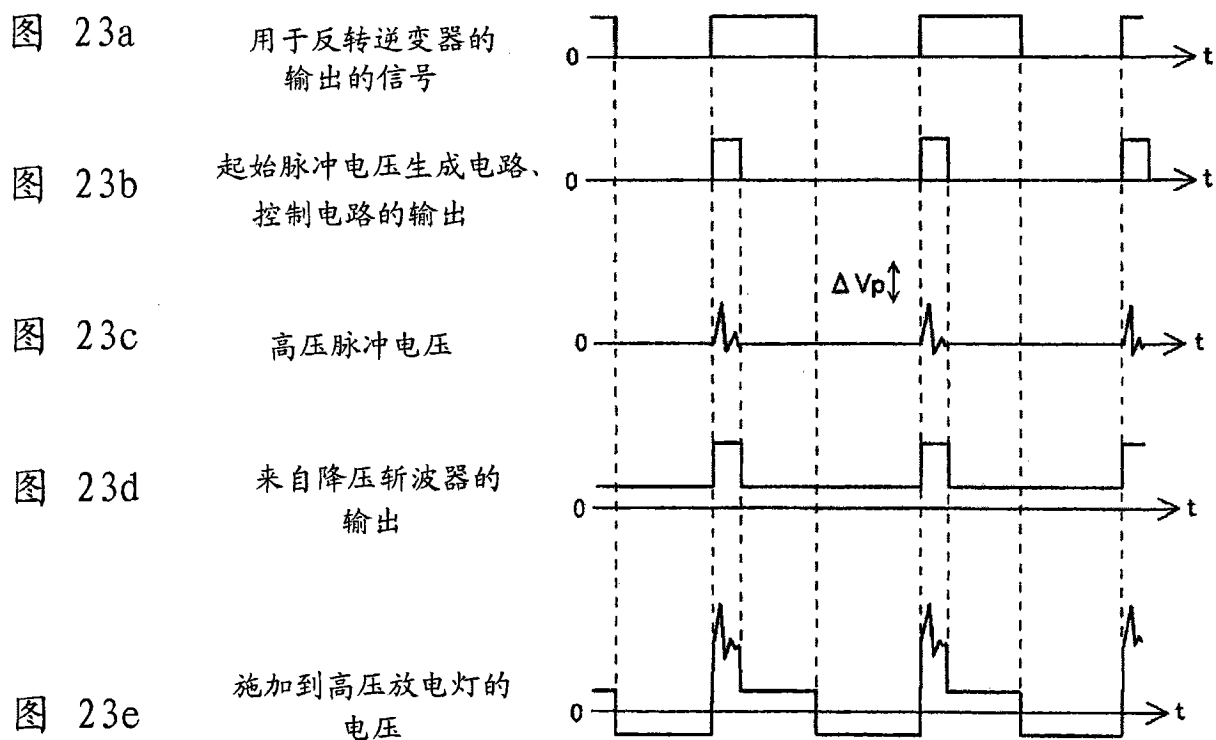 图 23a
用于反转逆变器的
输出的信号
0
t
图 23b
起始脉冲电压生成电路、
控制电路的输出
0
t
ΔVp
图 23c
高压脉冲电压
0
t
图 23d
来自降压斩波器的
输出
0
t
图 23e
施加到高压放电灯的
电压
0
t